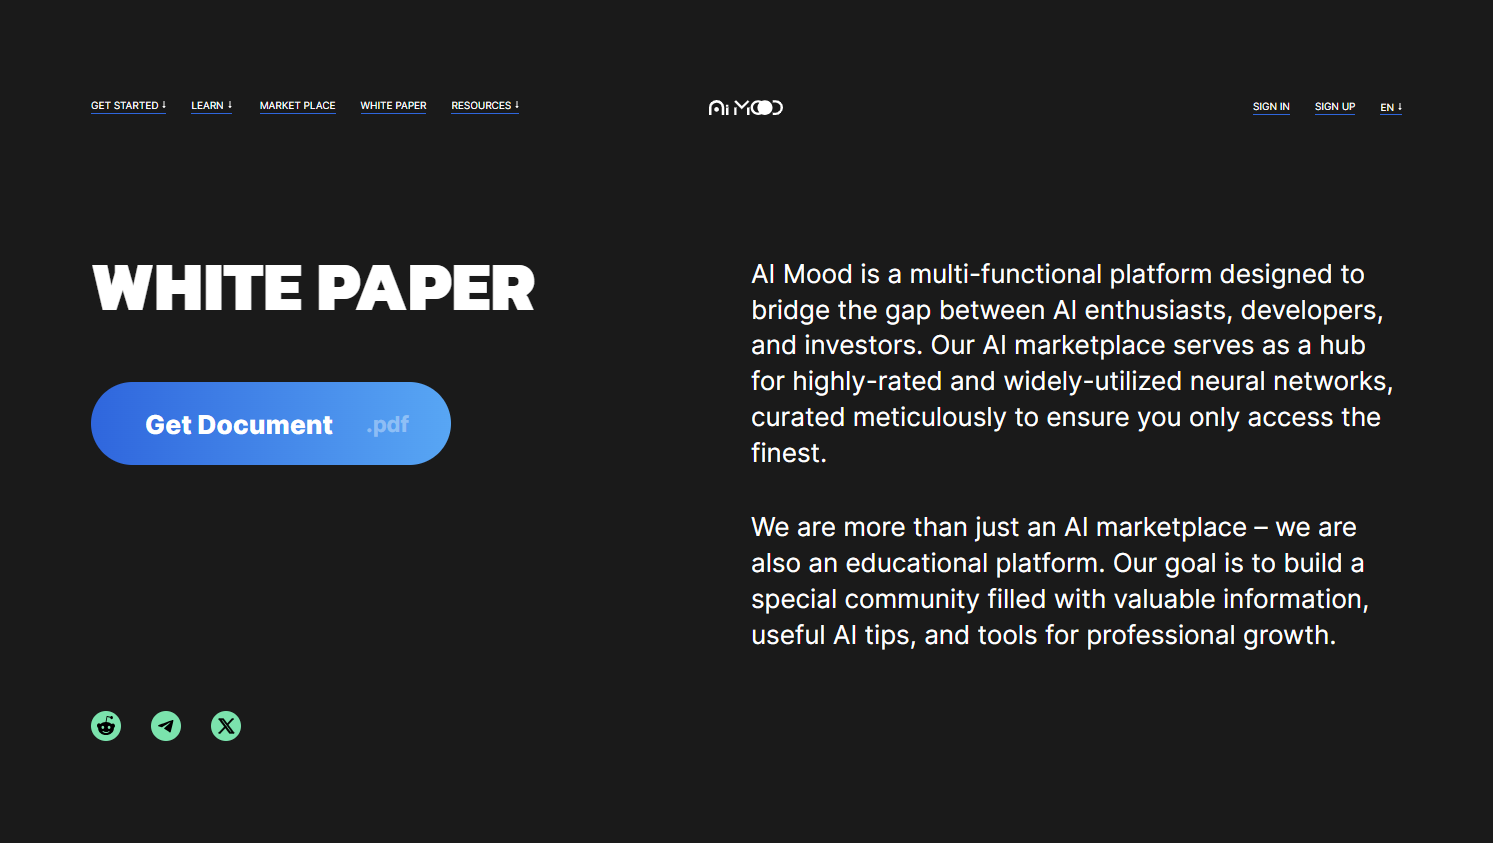 GET STARTED ↓
LEARN ↓
MARKET PLACE
WHITE PAPER
RESOURCES ↓
Ai MOOD
SIGN IN
SIGN UP
EN ↓
WHITE PAPER
Get Document .pdf
AI Mood is a multi-functional platform designed to
bridge the gap between AI enthusiasts, developers,
and investors. Our AI marketplace serves as a hub
for highly-rated and widely-utilized neural networks,
curated meticulously to ensure you only access the
finest.
We are more than just an AI marketplace – we are
also an educational platform. Our goal is to build a
special community filled with valuable information,
useful AI tips, and tools for professional growth.